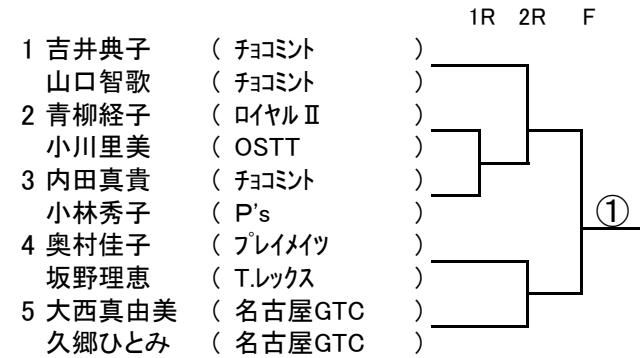 1R 2R F
1 吉井典子 ( チョコミント )
山口智歌 ( チョコミント )
2 青柳経子 ( ロイヤルⅡ )
小川里美 ( OSTT )
3 内田真貴 ( チョコミント )
小林秀子 ( P's )
①
4 奥村佳子 ( プレイメイツ )
坂野理恵 ( T.レックス )
5 大西真由美 ( 名古屋GTC )
久郷ひとみ ( 名古屋GTC )